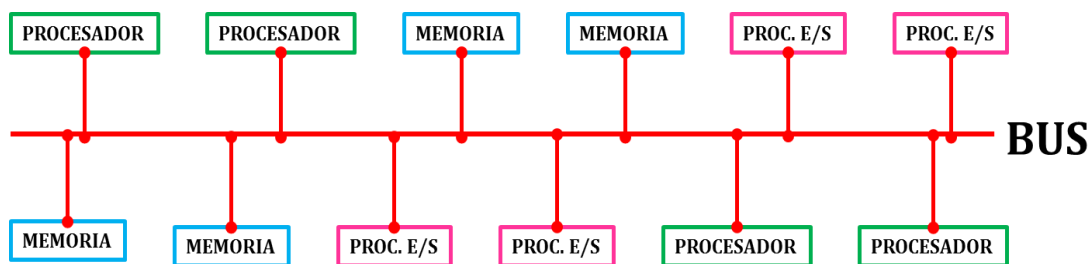 PROCESADOR PROCESADOR MEMORIA MEMORIA PROC. E/S PROC. E/S
BUS
MEMORIA MEMORIA PROC. E/S PROC. E/S PROCESADOR PROCESADOR